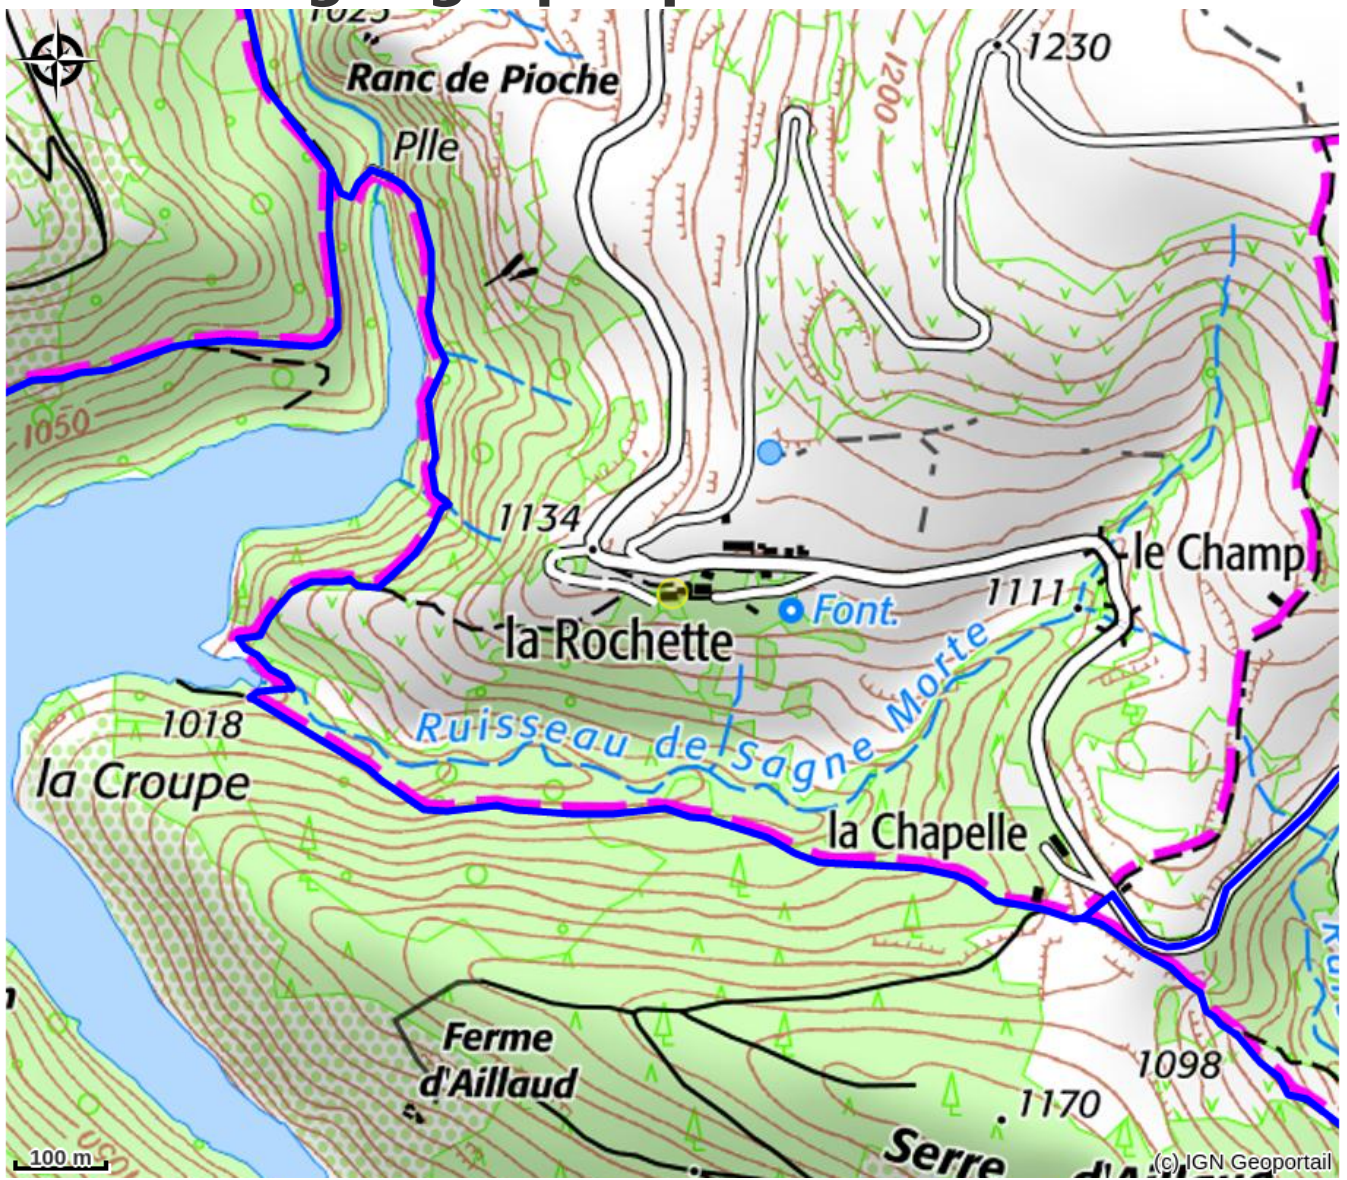 1025
Ranc de Pioche
1230
Plle
1200
1050
1134
le Champ
1111
Font.
la Rochette
Ruisseau de Sagne Morte
1018
la Croupe
la Chapelle
Ferme
d'Aillaud
1098
1170
Serre
100 m
(c) IGN Geoportail